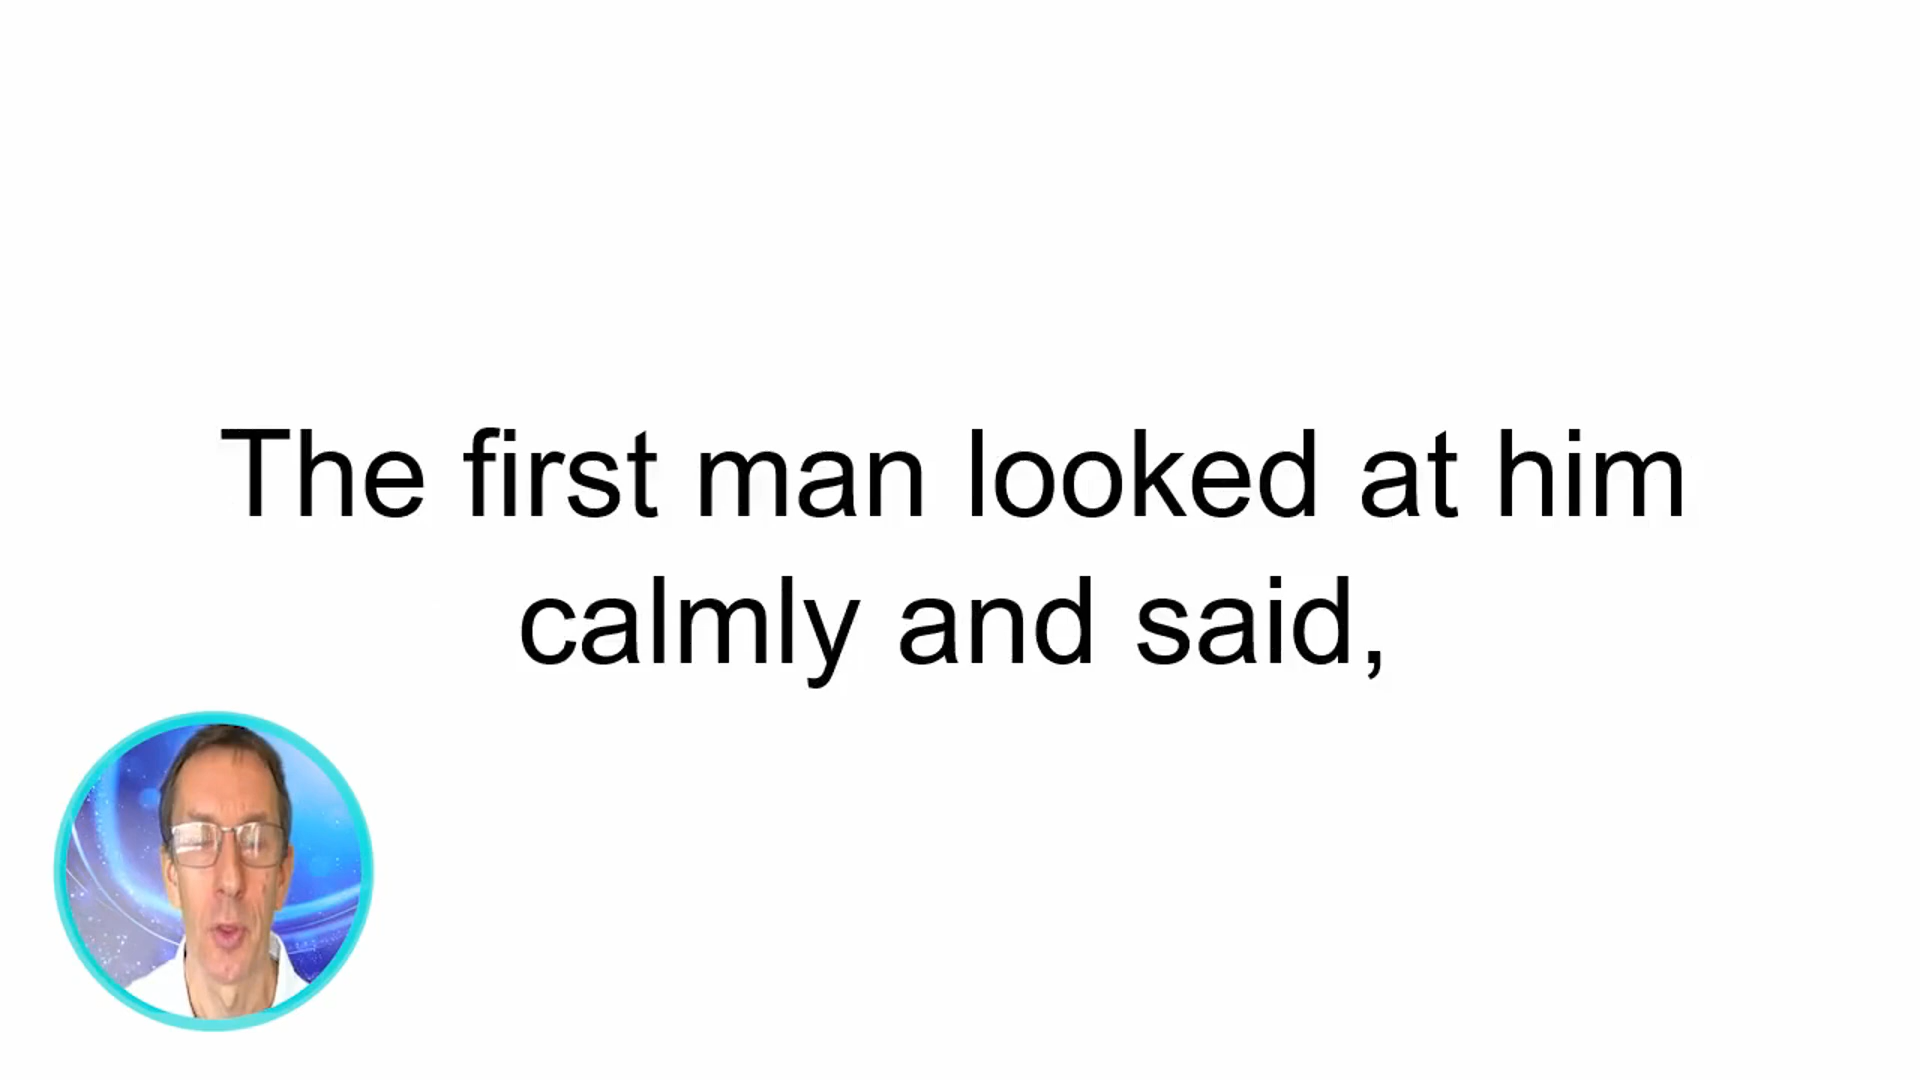 The first man looked at him
calmly and said,